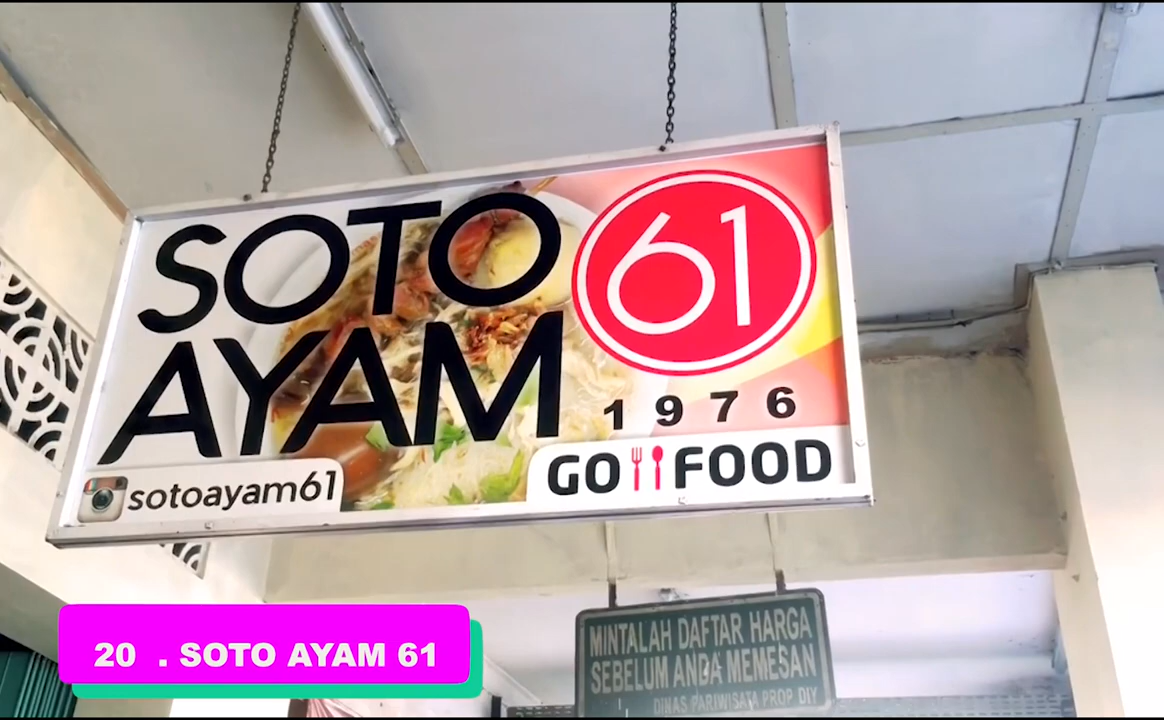 SOTO
AYAM
61
1976
GO FOOD
sotoayam61
MINTALAH DAFTAR HARGA
SEBELUM ANDA MEMESAN
DINAS PARIWISATA PROP DIY
20 . SOTO AYAM 61